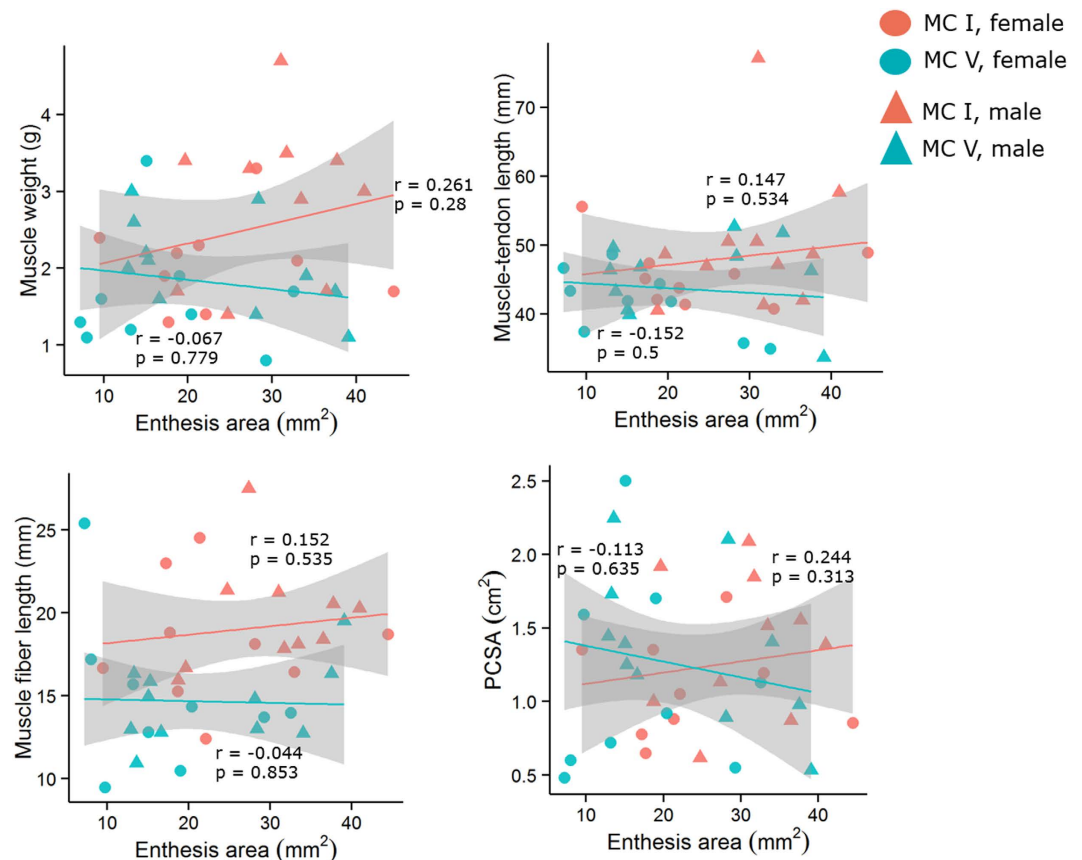 MC I, female
MC V, female
MC I, male
MC V, male
Muscle weight (g)
4
3
2
1
r = 0.261
p = 0.28
r = -0.067
p = 0.779
10
20
30
40
Enthesis area (mm²)
Muscle-tendon length (mm)
70
60
50
40
r = 0.147
p = 0.534
r = -0.152
p = 0.5
10
20
30
40
Enthesis area (mm²)
Muscle fiber length (mm)
25
20
15
10
r = 0.152
p = 0.535
r = -0.044
p = 0.853
10
20
30
40
Enthesis area (mm²)
PCSA (cm²)
2.5
2.0
1.5
1.0
0.5
r = -0.113
p = 0.635
r = 0.244
p = 0.313
10
20
30
40
Enthesis area (mm²)